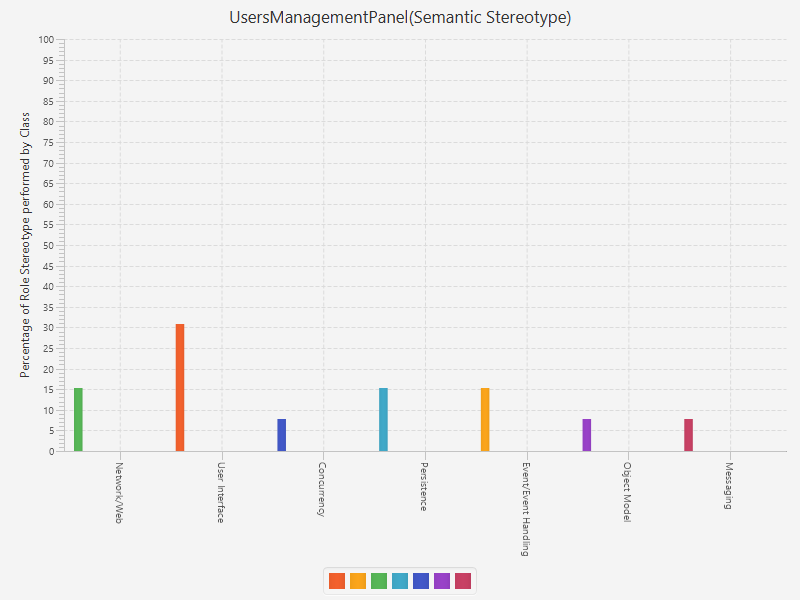 UsersManagementPanel(Semantic Stereotype)
Percentage of Role Stereotype performed by Class
100
95
90
85
80
75
70
65
60
55
50
45
40
35
30
25
20
15
10
5
0
Network/Web
User Interface
Concurrency
Persistence
Event/Event Handling
Object Model
Messaging